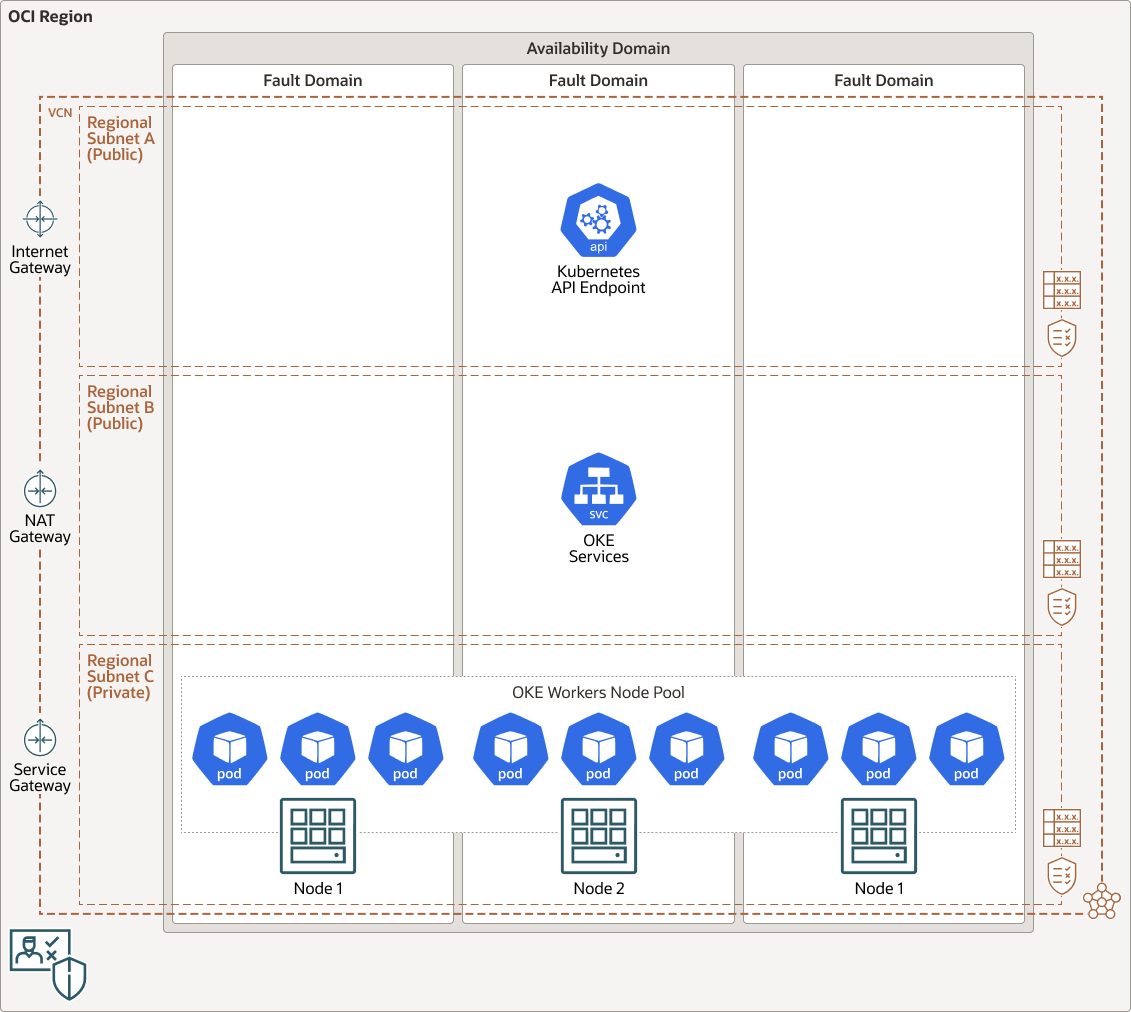 OCI Region
Availability Domain
Fault Domain
Fault Domain
Fault Domain
VCN
Regional
Subnet A
(Public)
api
Kubernetes
API Endpoint
Internet
Gateway
x.x.x.
x.x.x.
x.x.x.
Regional
Subnet B
(Public)
svc
OKE
Services
NAT
Gateway
x.x.x.
x.x.x.
x.x.x.
Regional
Subnet C
(Private)
OKE Workers Node Pool
pod
pod
pod
pod
pod
pod
pod
pod
pod
Service
Gateway
x.x.x.
x.x.x.
x.x.x.
Node 1
Node 2
Node 1